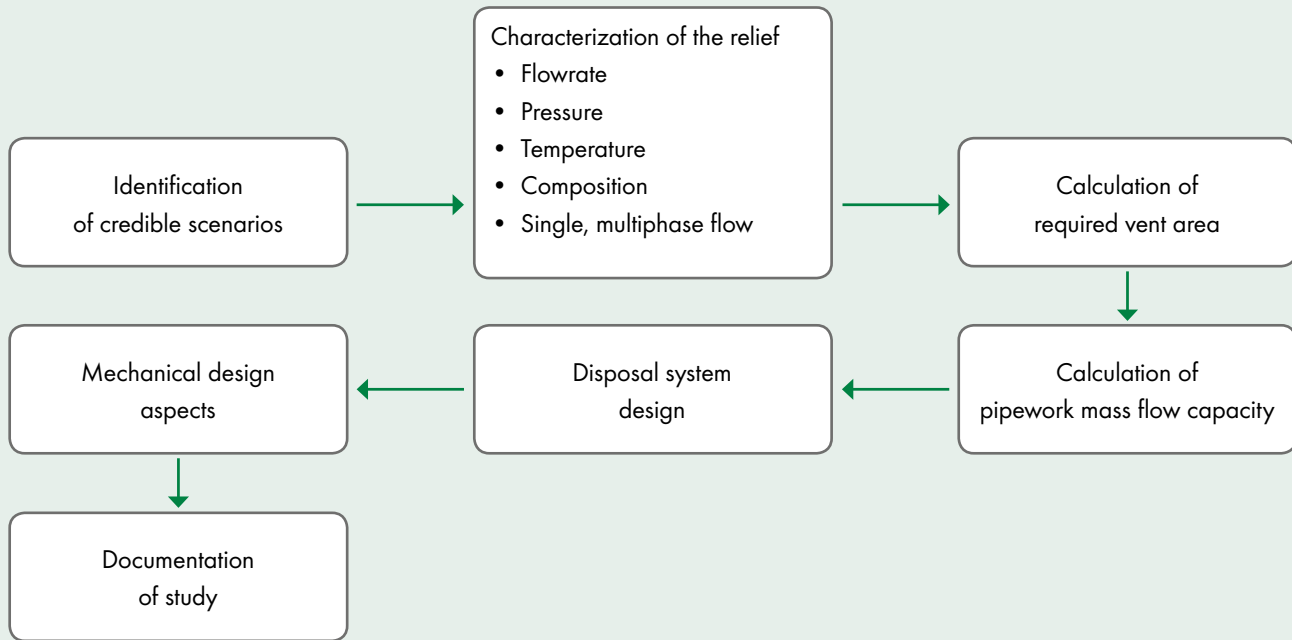 Identification
of credible scenarios
Characterization of the relief
• Flowrate
• Pressure
• Temperature
• Composition
• Single, multiphase flow
Calculation of
required vent area
Calculation of
pipework mass flow capacity
Disposal system
design
Mechanical design
aspects
Documentation
of study